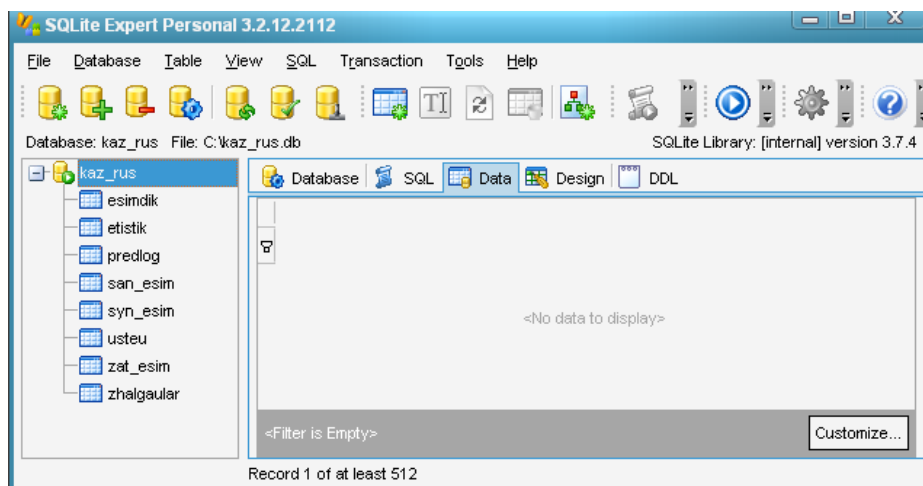 SQLite Expert Personal 3.2.12.2112
File Database Table View SQL Transaction Tools Help
Database: kaz_rus File: C:\kaz_rus.db SQLite Library: [internal] version 3.7.4
kaz_rus
esimdik
etistik
predlog
san_esim
syn_esim
usteu
zat_esim
zhalgaular
Database SQL Data Design DDL
<No data to display>
<Filter is Empty> Customize...
Record 1 of at least 512